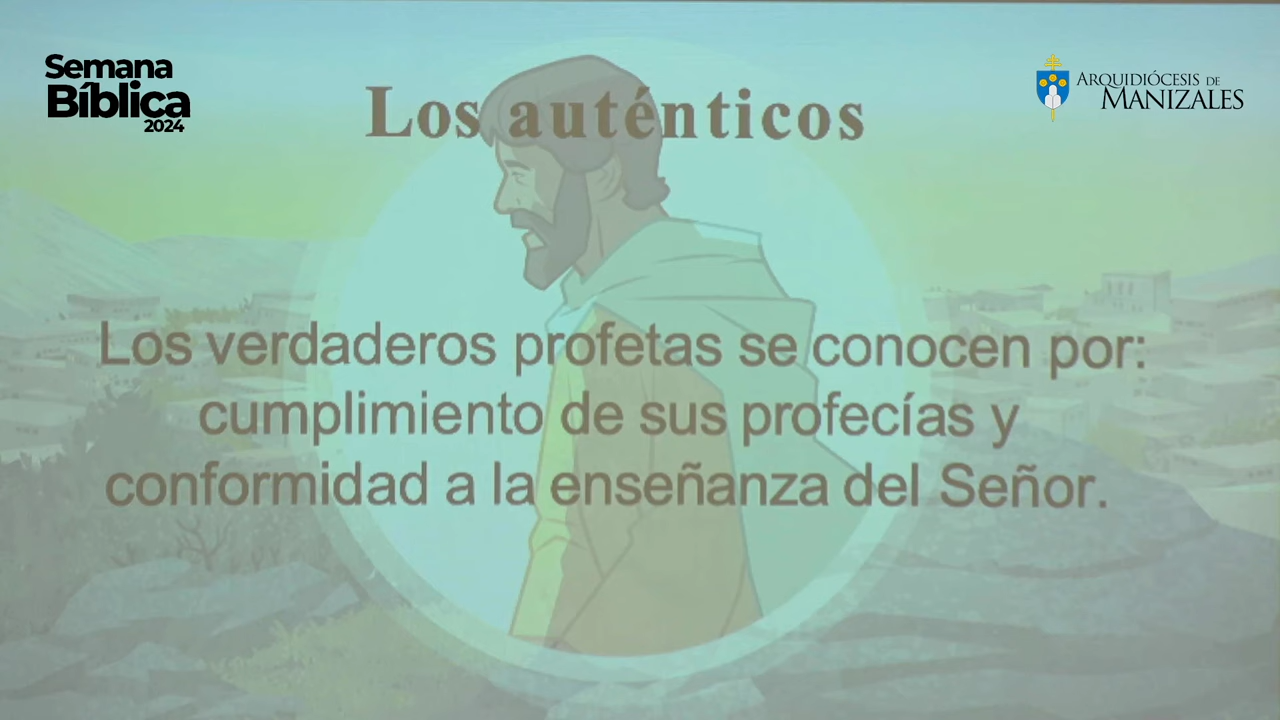 Semana
Bíblica
2024
ARQUIDIÓCESIS DE
MANIZALES
Los auténticos
Los verdaderos profetas se conocen por:
cumplimiento de sus profecías y
conformidad a la enseñanza del Señor.